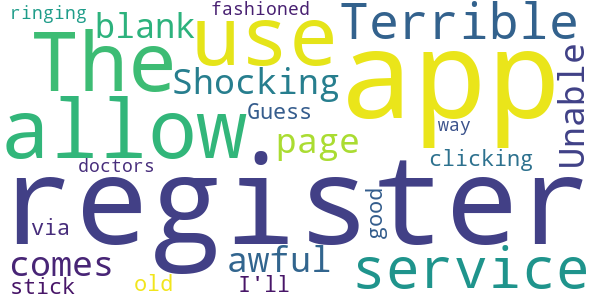 ringing
fashioned
blank
Terrible
The
use
app
Shocking
Unable
allow
Guess
way
page
clicking
doctors
register
via
good
comes
awful
service
stick
old
I'll